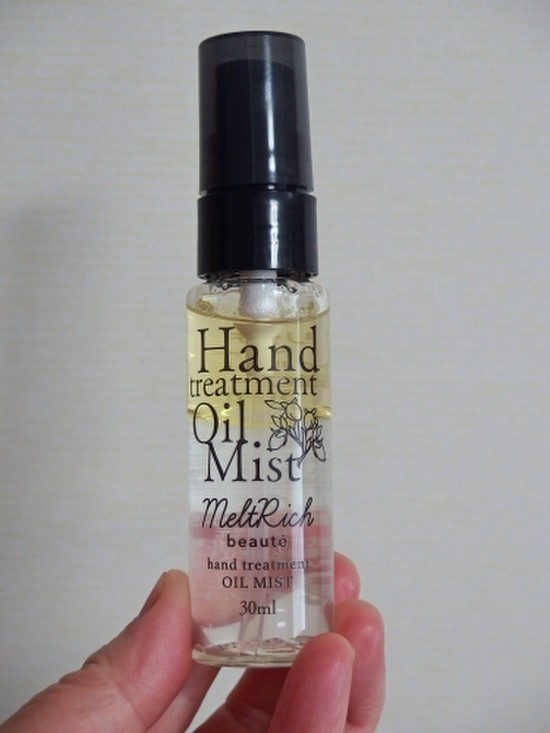 Hand
treatment
Oil
Mist
MeltRich
beauté
hand treatment
OIL MIST
30ml